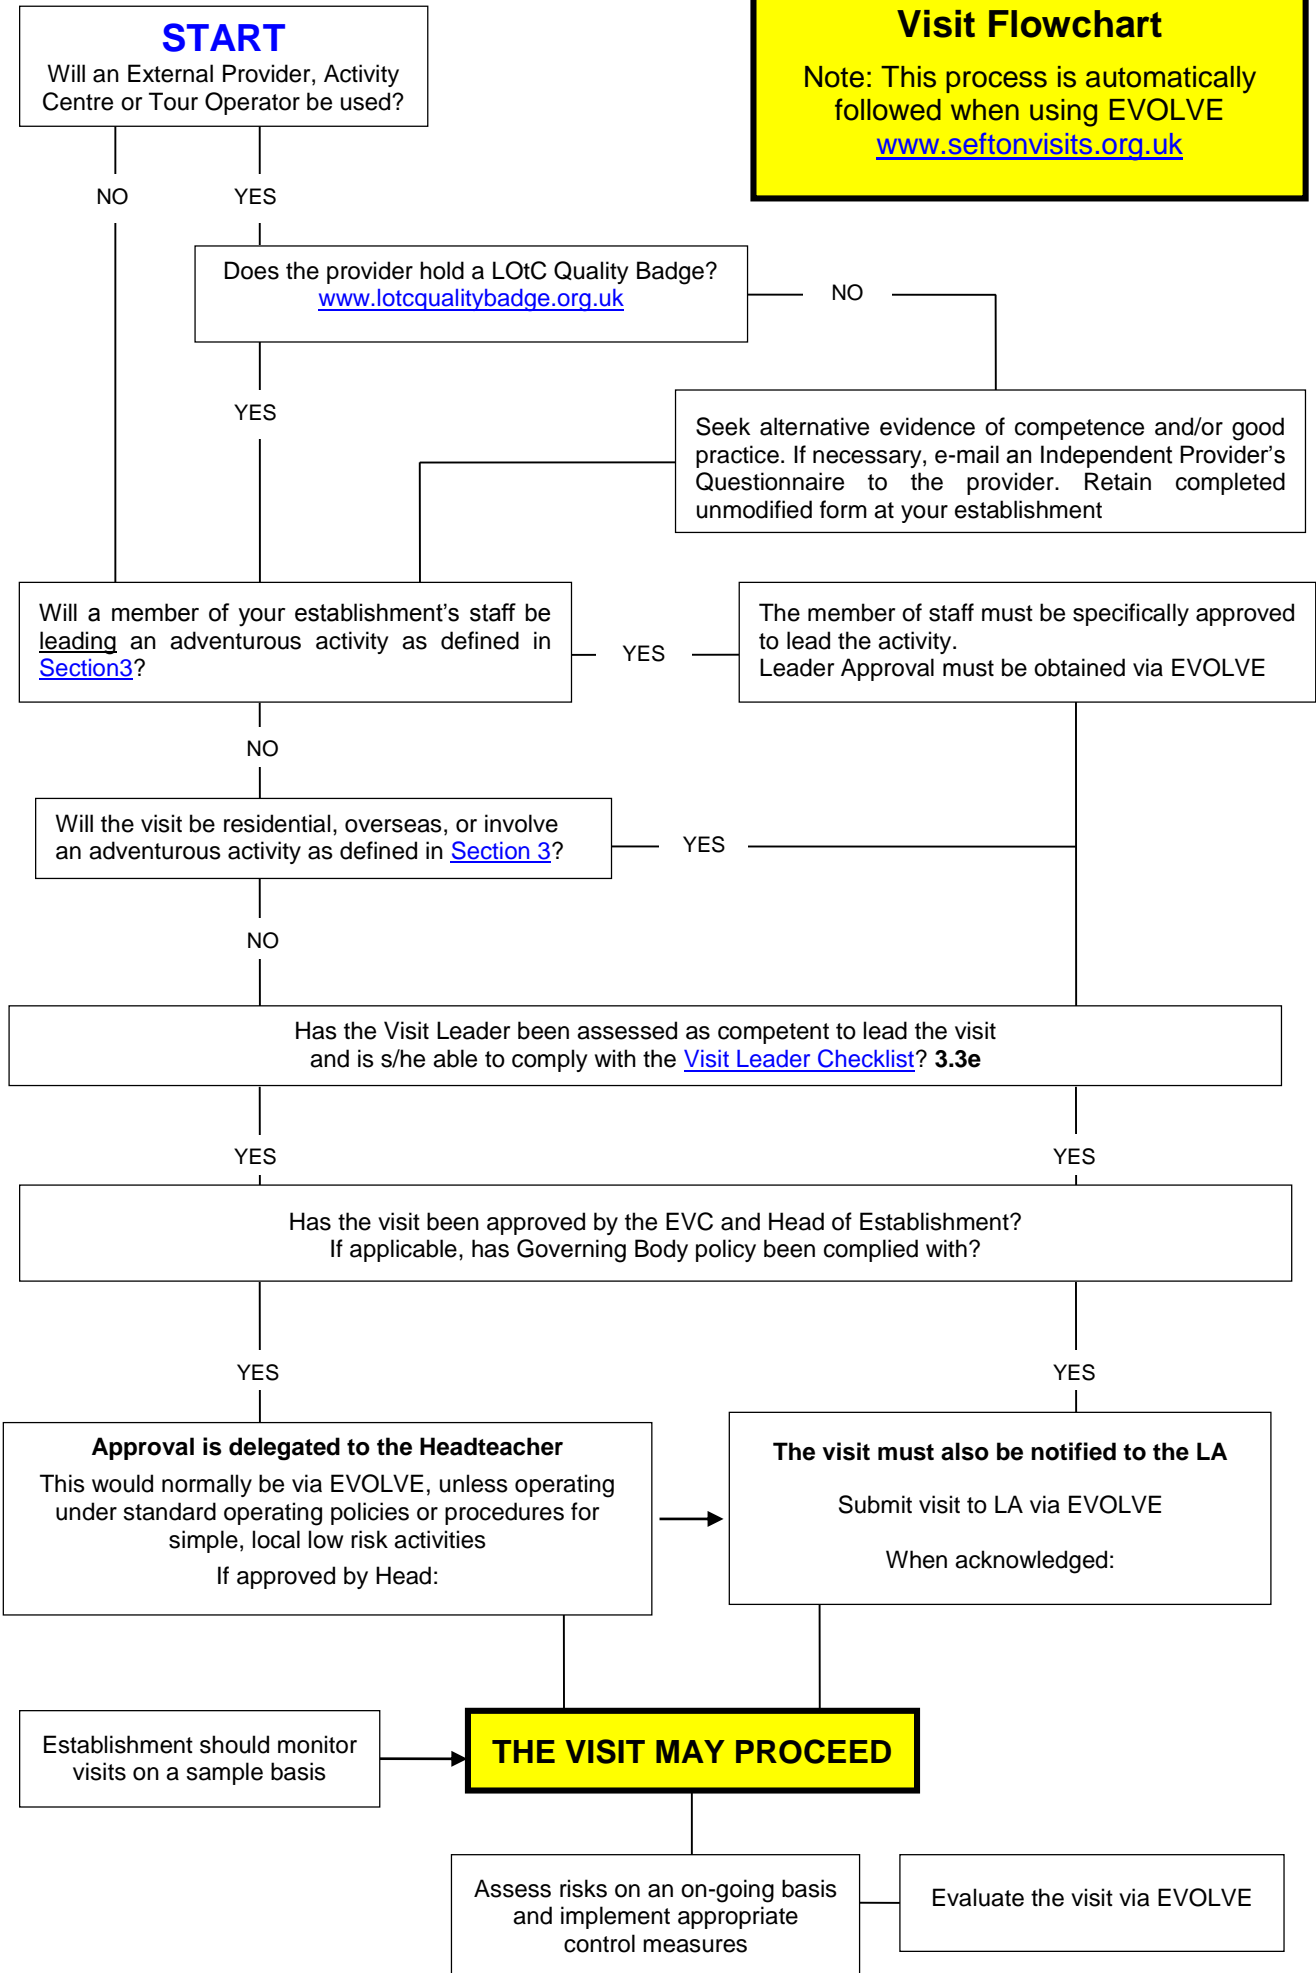 START
Will an External Provider, Activity
Centre or Tour Operator be used?
Visit Flowchart
Note: This process is automatically
followed when using EVOLVE
www.seftonvisits.org.uk
NO
YES
Does the provider hold a LOtC Quality Badge?
www.lotcqualitybadge.org.uk
NO
YES
Seek alternative evidence of competence and/or good
practice. If necessary, e-mail an Independent Provider's
Questionnaire to the provider. Retain completed
unmodified form at your establishment
Will a member of your establishment's staff be
leading an adventurous activity as defined in
Section3?
YES
The member of staff must be specifically approved
to lead the activity.
Leader Approval must be obtained via EVOLVE
NO
Will the visit be residential, overseas, or involve
an adventurous activity as defined in Section 3?
YES
NO
Has the Visit Leader been assessed as competent to lead the visit
and is s/he able to comply with the Visit Leader Checklist? 3.3e
YES
YES
Has the visit been approved by the EVC and Head of Establishment?
If applicable, has Governing Body policy been complied with?
YES
YES
Approval is delegated to the Headteacher
This would normally be via EVOLVE, unless operating
under standard operating policies or procedures for
simple, local low risk activities
If approved by Head:
The visit must also be notified to the LA
Submit visit to LA via EVOLVE
When acknowledged:
Establishment should monitor
visits on a sample basis
THE VISIT MAY PROCEED
Assess risks on an on-going basis
and implement appropriate
control measures
Evaluate the visit via EVOLVE